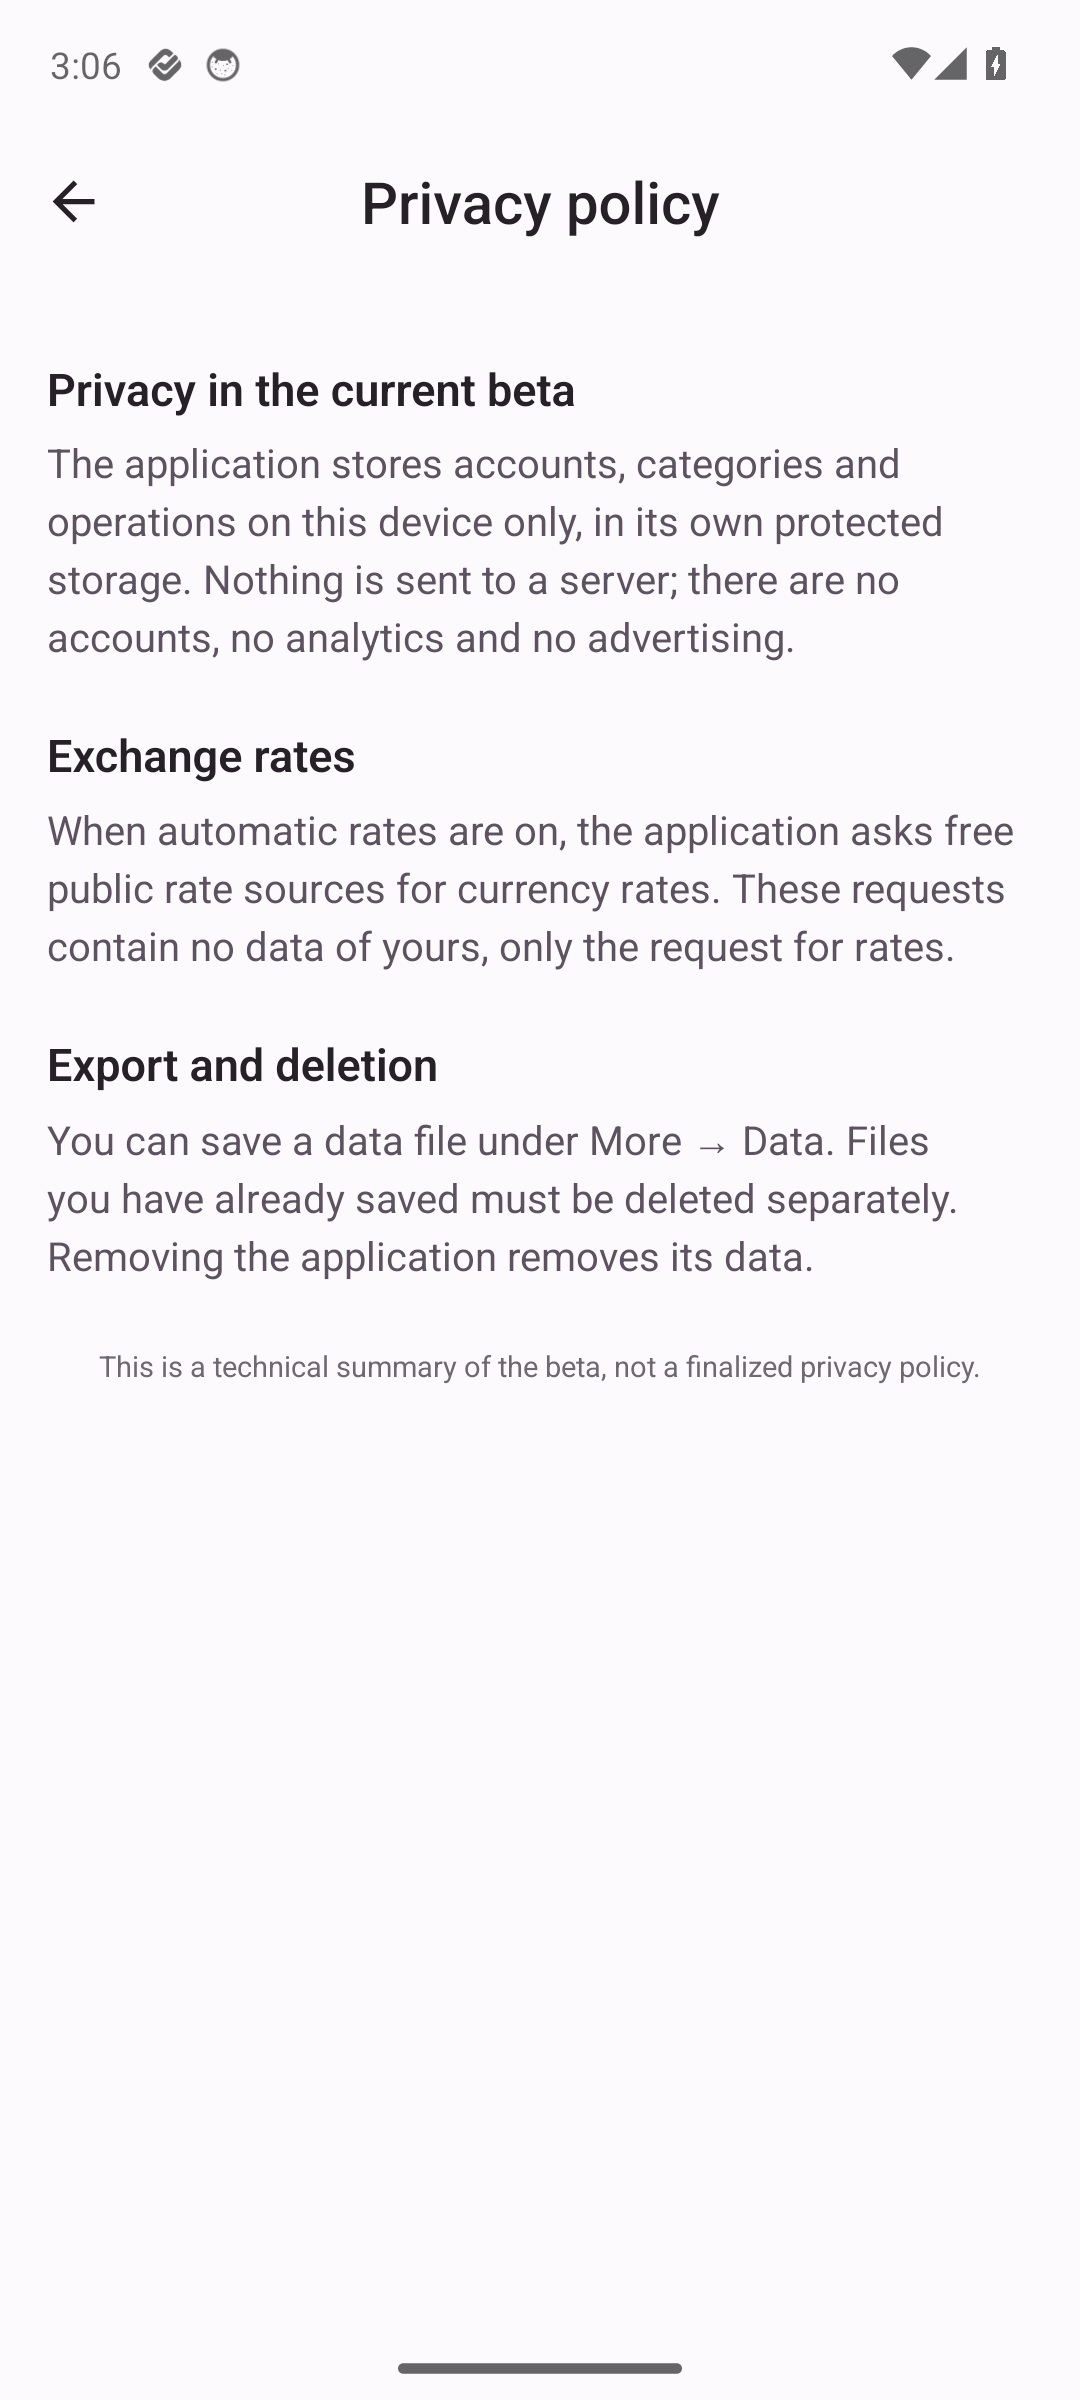 3:06
Privacy policy
Privacy in the current beta
The application stores accounts, categories and
operations on this device only, in its own protected
storage. Nothing is sent to a server; there are no
accounts, no analytics and no advertising.
Exchange rates
When automatic rates are on, the application asks free
public rate sources for currency rates. These requests
contain no data of yours, only the request for rates.
Export and deletion
You can save a data file under More → Data. Files
you have already saved must be deleted separately.
Removing the application removes its data.
This is a technical summary of the beta, not a finalized privacy policy.